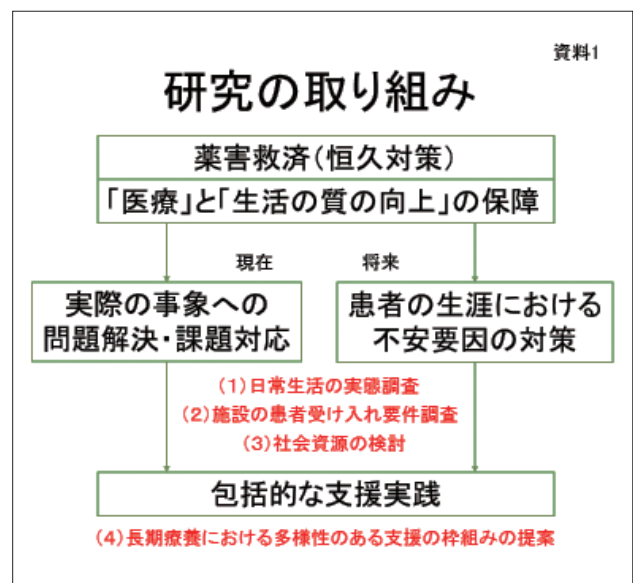 資料1
研究の取り組み
薬害救済(恒久対策)
「医療」と「生活の質の向上」の保障
現在
将来
実際の事象への
問題解決・課題対応
患者の生涯における
不安要因の対策
(1)日常生活の実態調査
(2)施設の患者受け入れ要件調査
(3)社会資源の検討
包括的な支援実践
(4)長期療養における多様性のある支援の枠組みの提案